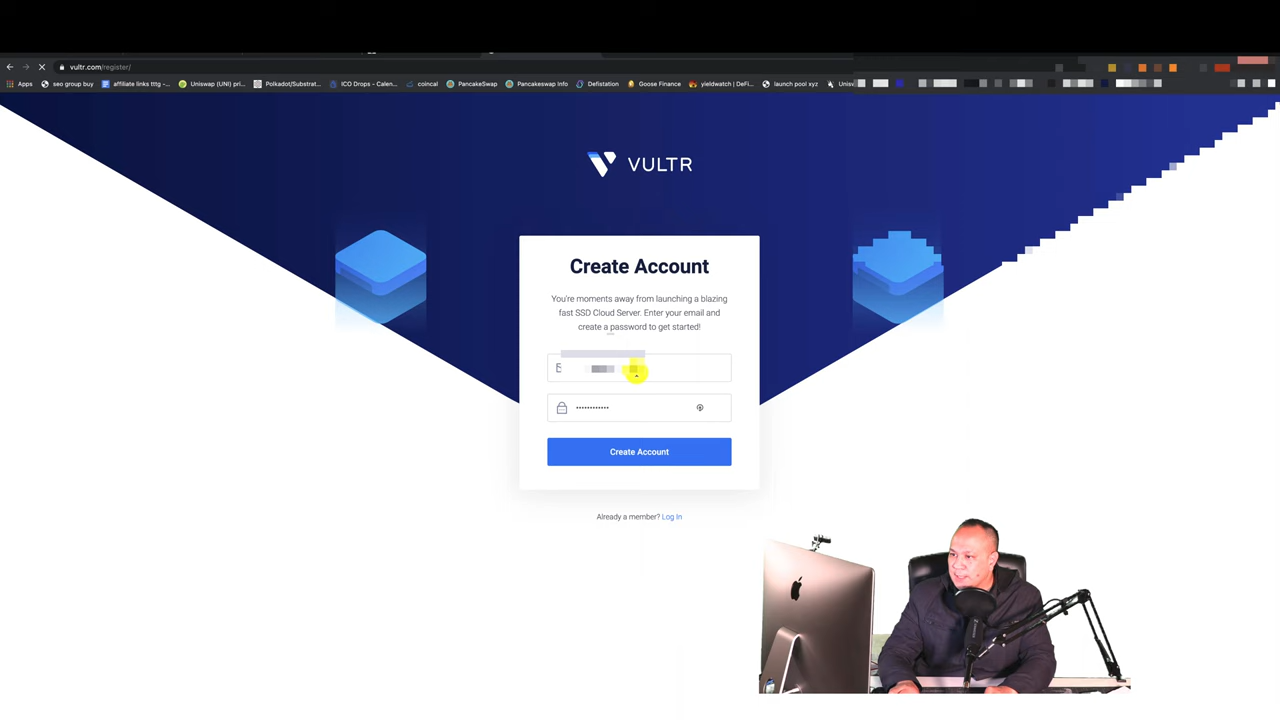 vultr.com/register/
Apps seo group buy affiliate links tttg -... Uniswap (UNI) pri... Polkadot/Substrat... ICO Drops - Calen... coincal PancakeSwap Pancakeswap Info Defistation Goose Finance yieldwatch | DeFi... launch pool xyz Unisw
VULTR
Create Account
You're moments away from launching a blazing
fast SSD Cloud Server. Enter your email and
create a password to get started!
Create Account
Already a member? Log In